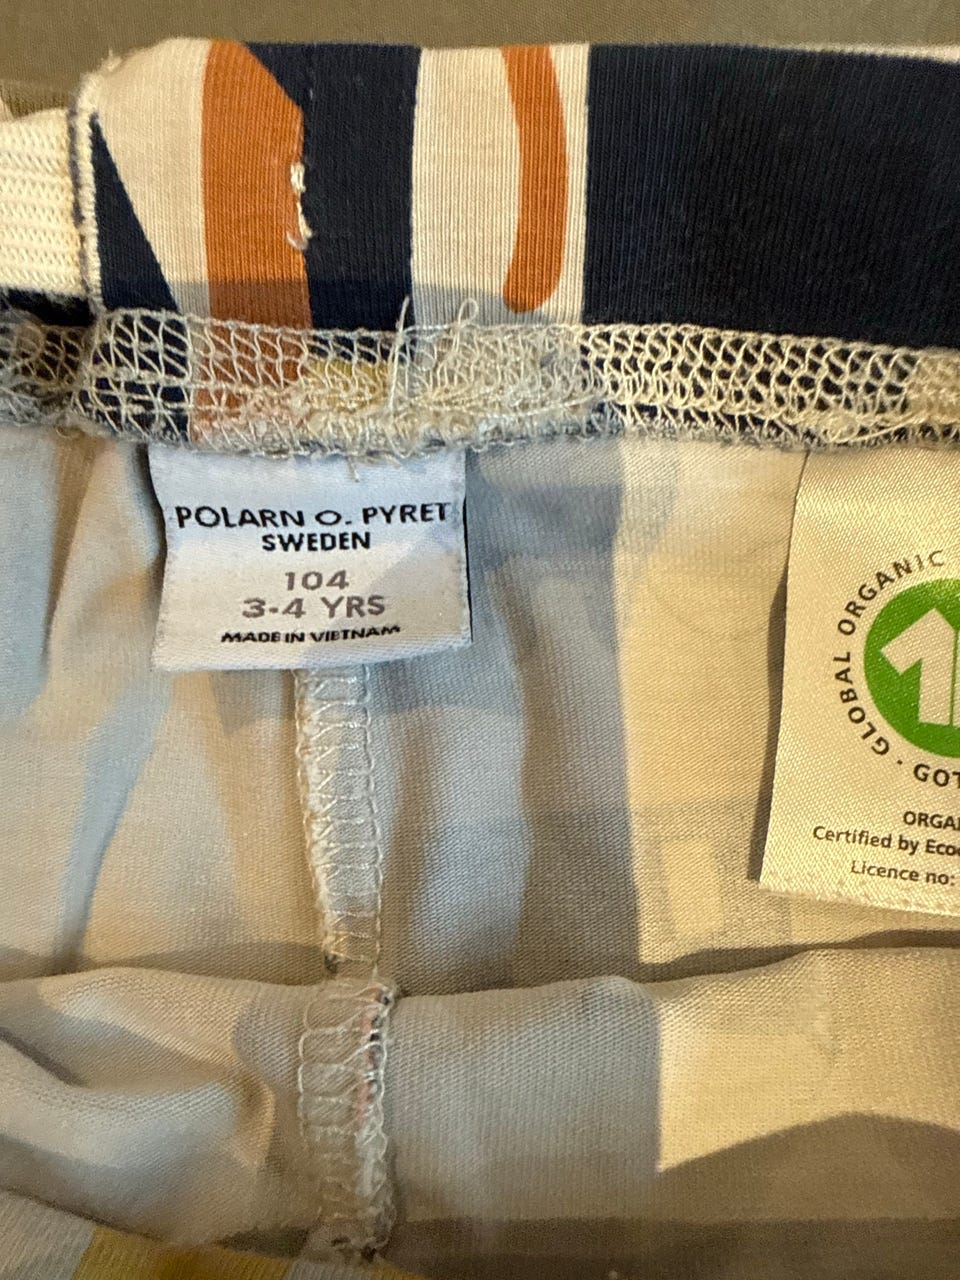 POLARN O. PYRET
SWEDEN
104
3-4 YRS
MADE IN VIETNAM
GLOBAL ORGANIC
· GOT
ORGA
Certified by Eco
Licence no: